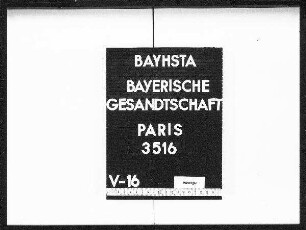 BAYHSTA
BAYERISCHE
GESANDTSCHAFT
PARIS
3516
V-16